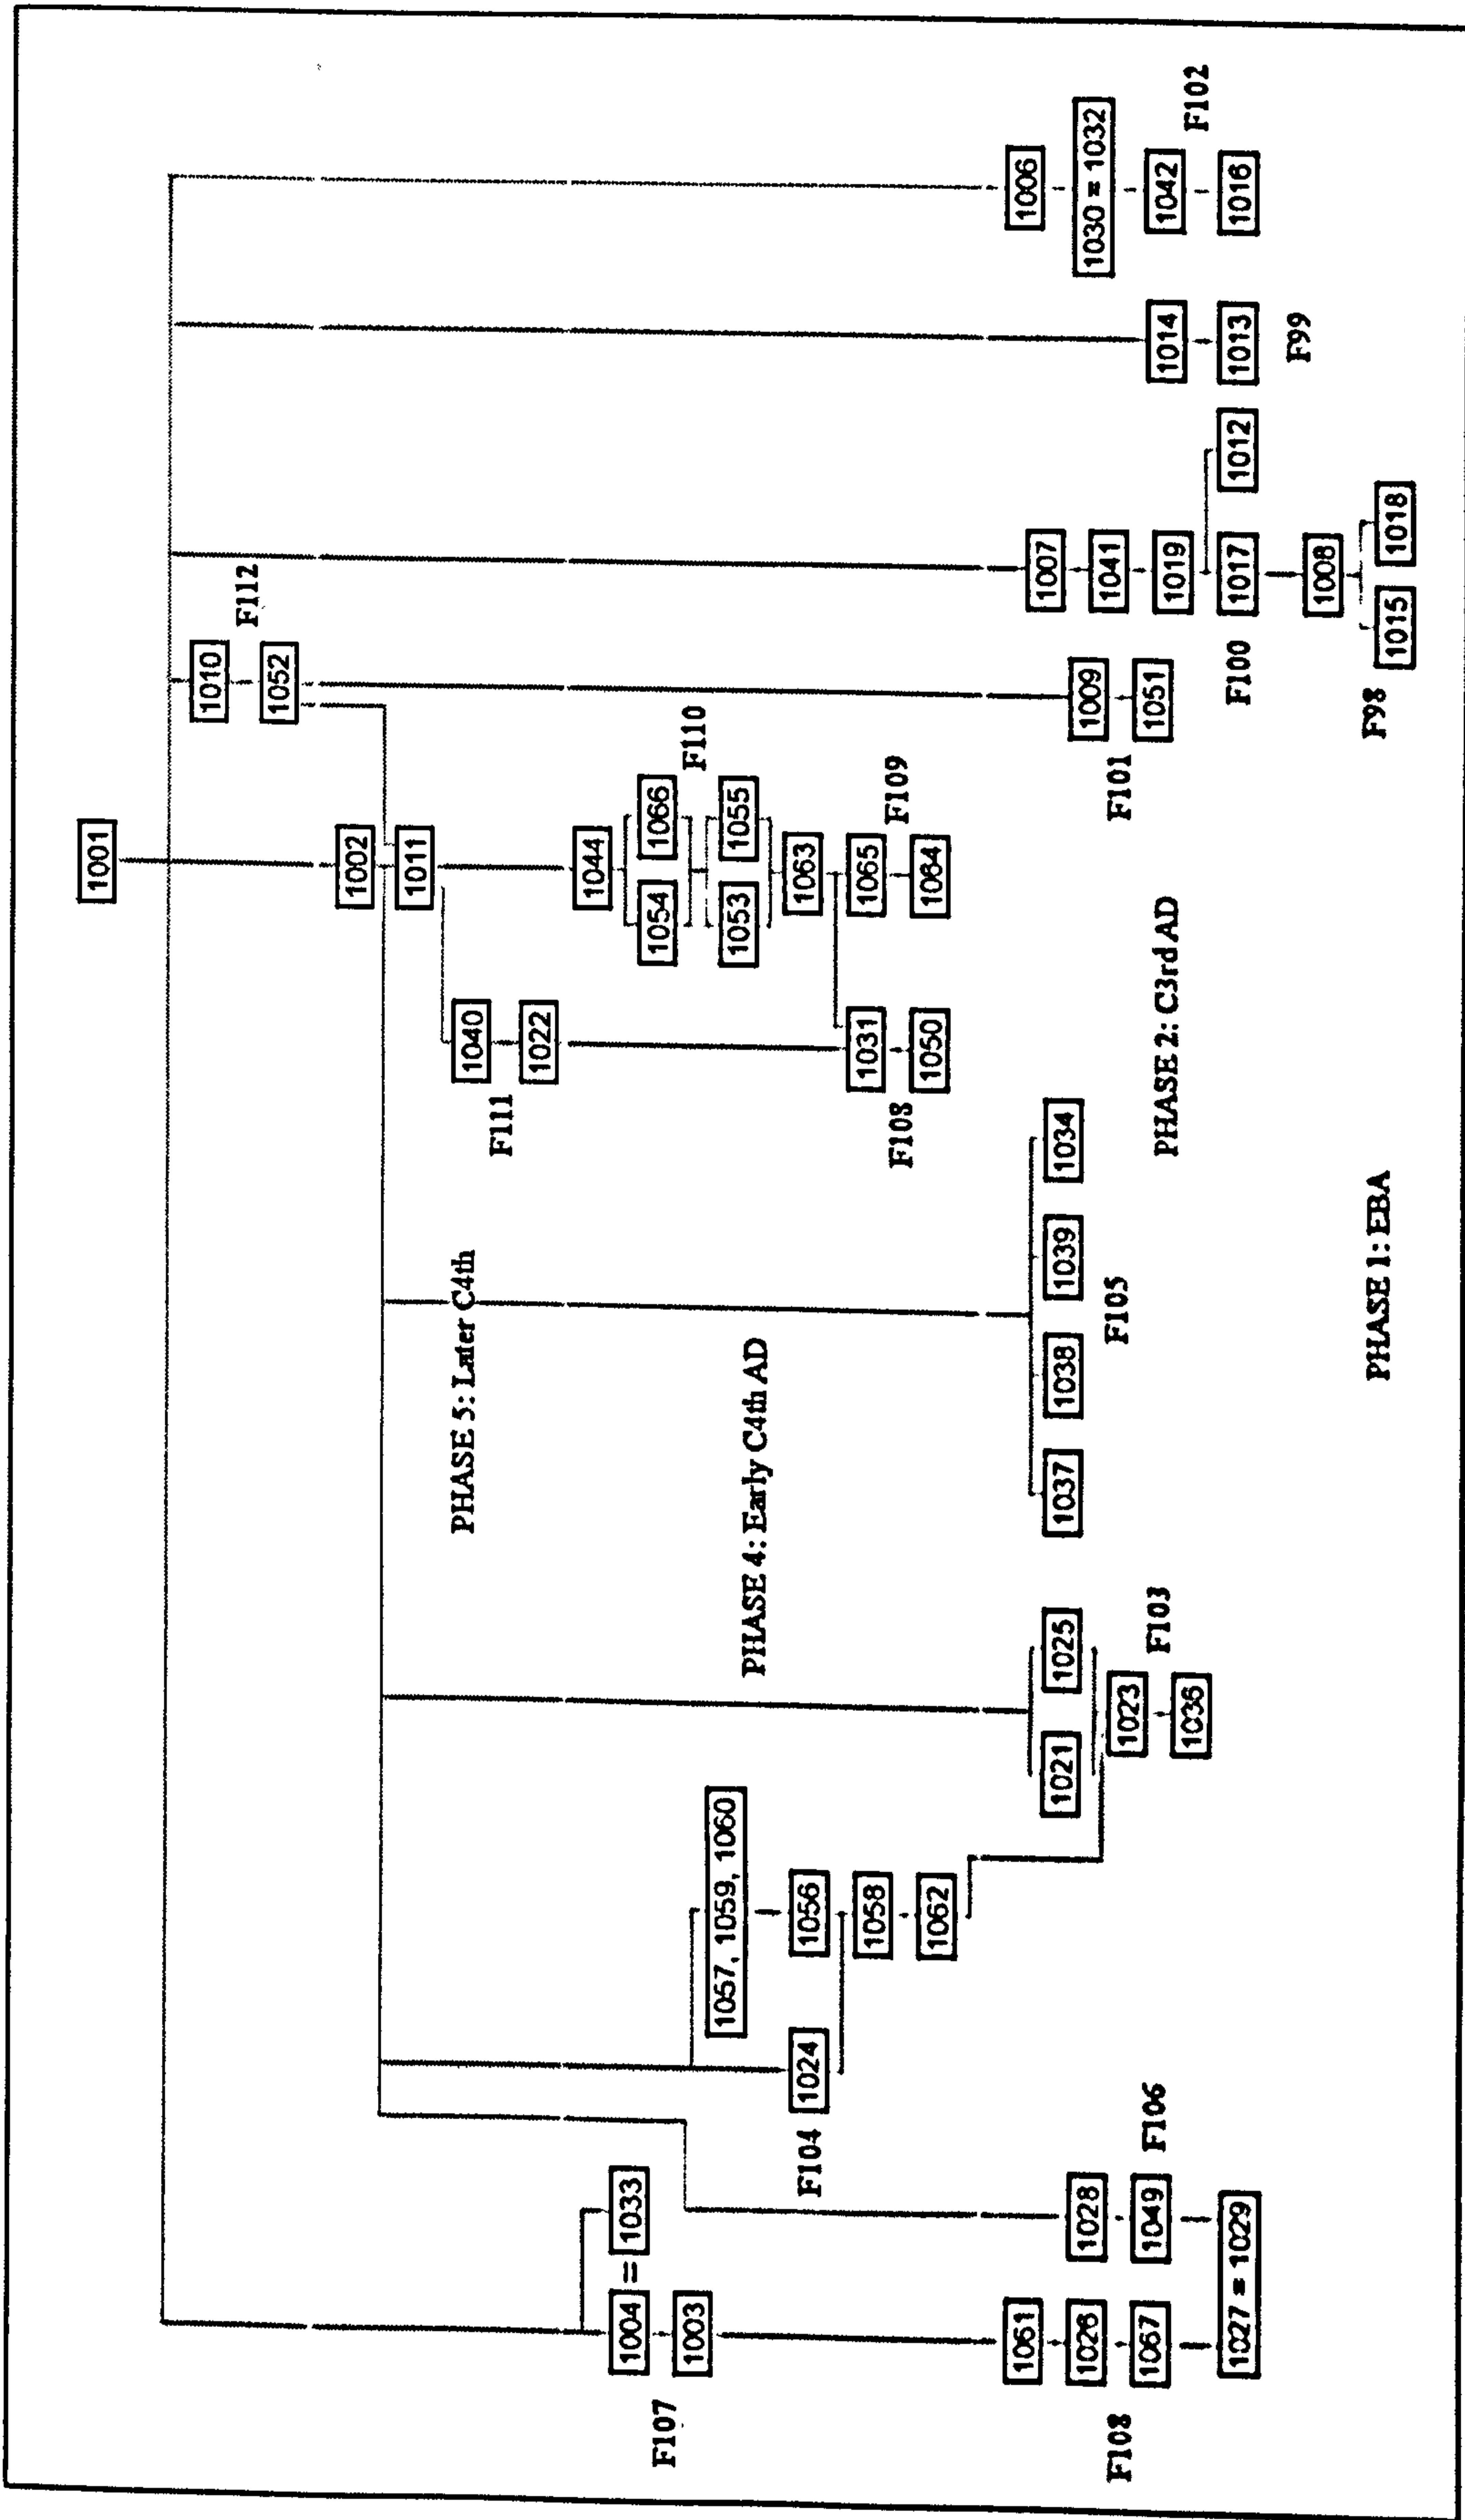 1001
1010
F112
1052
1002
1011
PHASE 5: Later C4th
1040
F111
1022
1044
1004 = 1033
1054
1066
F107
1003
F110
1057, 1059, 1060
1053
1055
PHASE 4: Early C4th AD
1063
F104
1024
1056
1058
1031
1065
F109
F108
1062
1050
1064
1061
1006
1007
1021
1025
1037
1038
1039
1034
1026
1028
1009
1041
1030 = 1032
F108
1023
F105
F101
1067
1049
F106
F103
1051
PHASE 2: C3rd AD
1019
1014
1042
F102
1036
1027 = 1029
F100
1017
1012
1013
1016
F99
1008
PHASE 1: EBA
F98
1015
1018